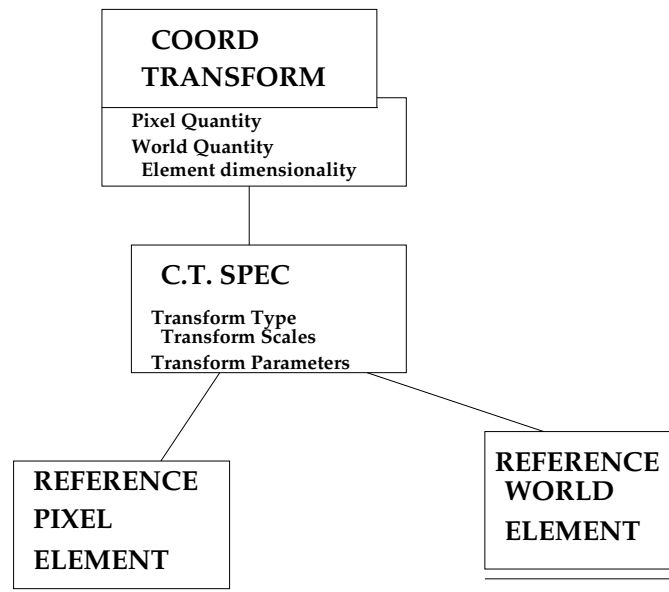 COORD
TRANSFORM
Pixel Quantity
World Quantity
Element dimensionality
C.T. SPEC
Transform Type
Transform Scales
Transform Parameters
REFERENCE
PIXEL
ELEMENT
REFERENCE
WORLD
ELEMENT